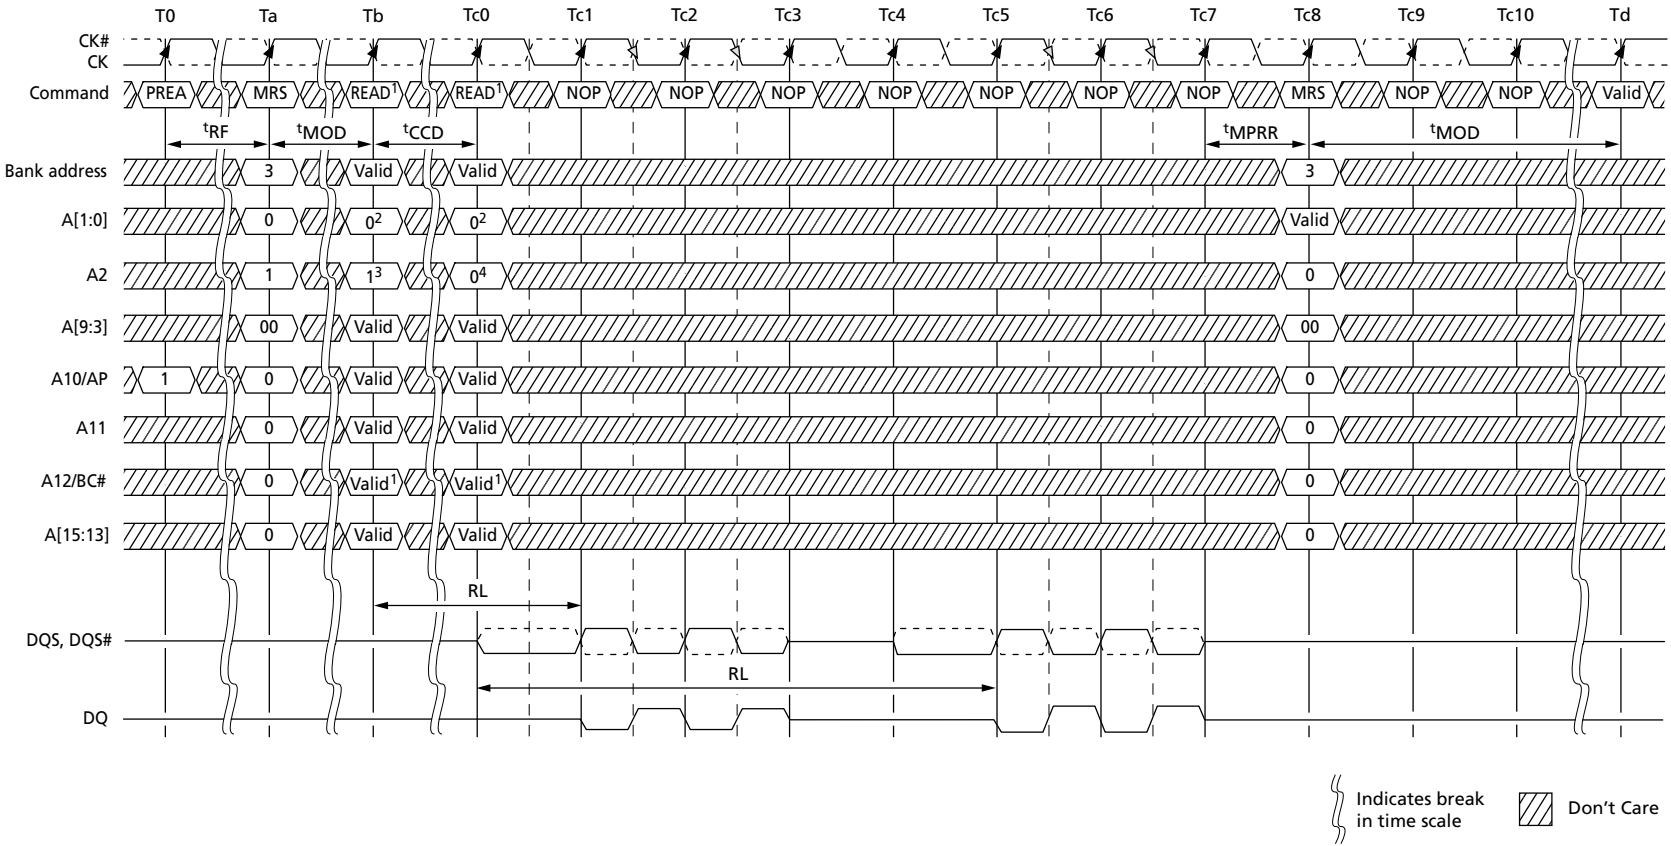 T0 Ta Tb Tc0 Tc1 Tc2 Tc3 Tc4 Tc5 Tc6 Tc7 Tc8 Tc9 Tc10 Td
CK#
CK
Command PREA MRS READ1 READ1 NOP NOP NOP NOP NOP NOP NOP MRS NOP NOP Valid
tRF tMOD tCCD tMPRR tMOD
Bank address 3 Valid Valid 3
A[1:0] 0 02 02 Valid
A2 1 13 04 0
A[9:3] 00 Valid Valid 00
A10/AP 1 0 Valid Valid 0
A11 0 Valid Valid 0
A12/BC# 0 Valid1 Valid1 0
A[15:13] 0 Valid Valid 0
RL
DQS, DQS#
RL
DQ
Indicates break
in time scale
Don't Care